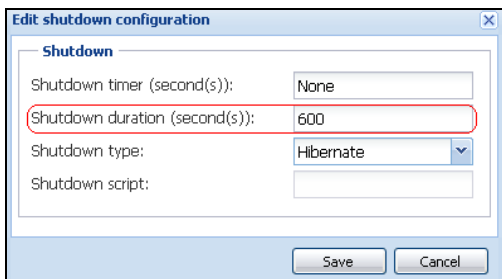 Edit shutdown configuration
Shutdown
Shutdown timer (second(s)): None
Shutdown duration (second(s)): 600
Shutdown type: Hibernate
Shutdown script:
Save Cancel